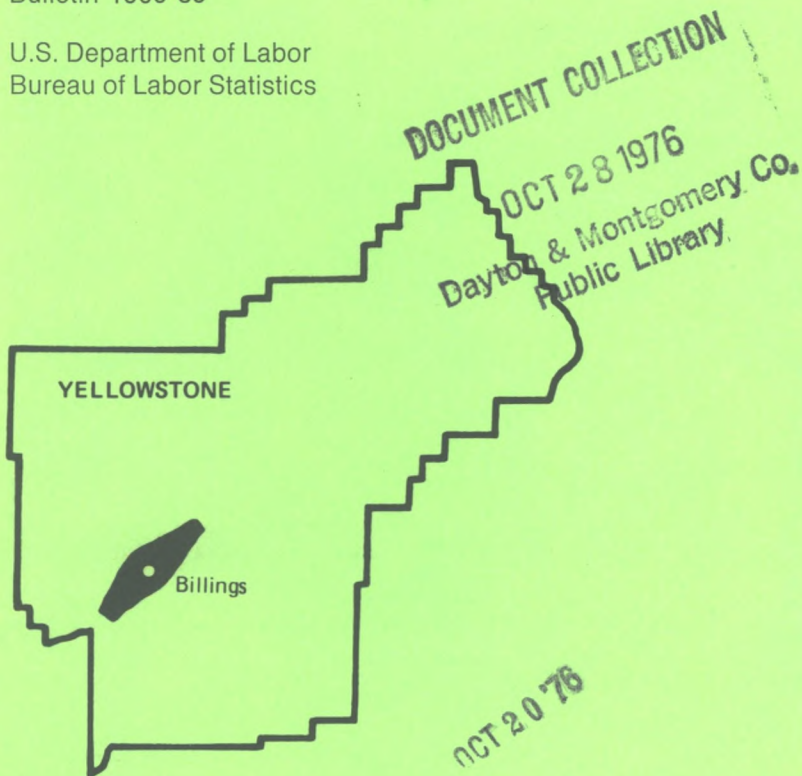 U.S. Department of Labor
Bureau of Labor Statistics
DOCUMENT COLLECTION
OCT 28 1976
Dayton & Montgomery Co.
Public Library
YELLOWSTONE
Billings
OCT 20 '76